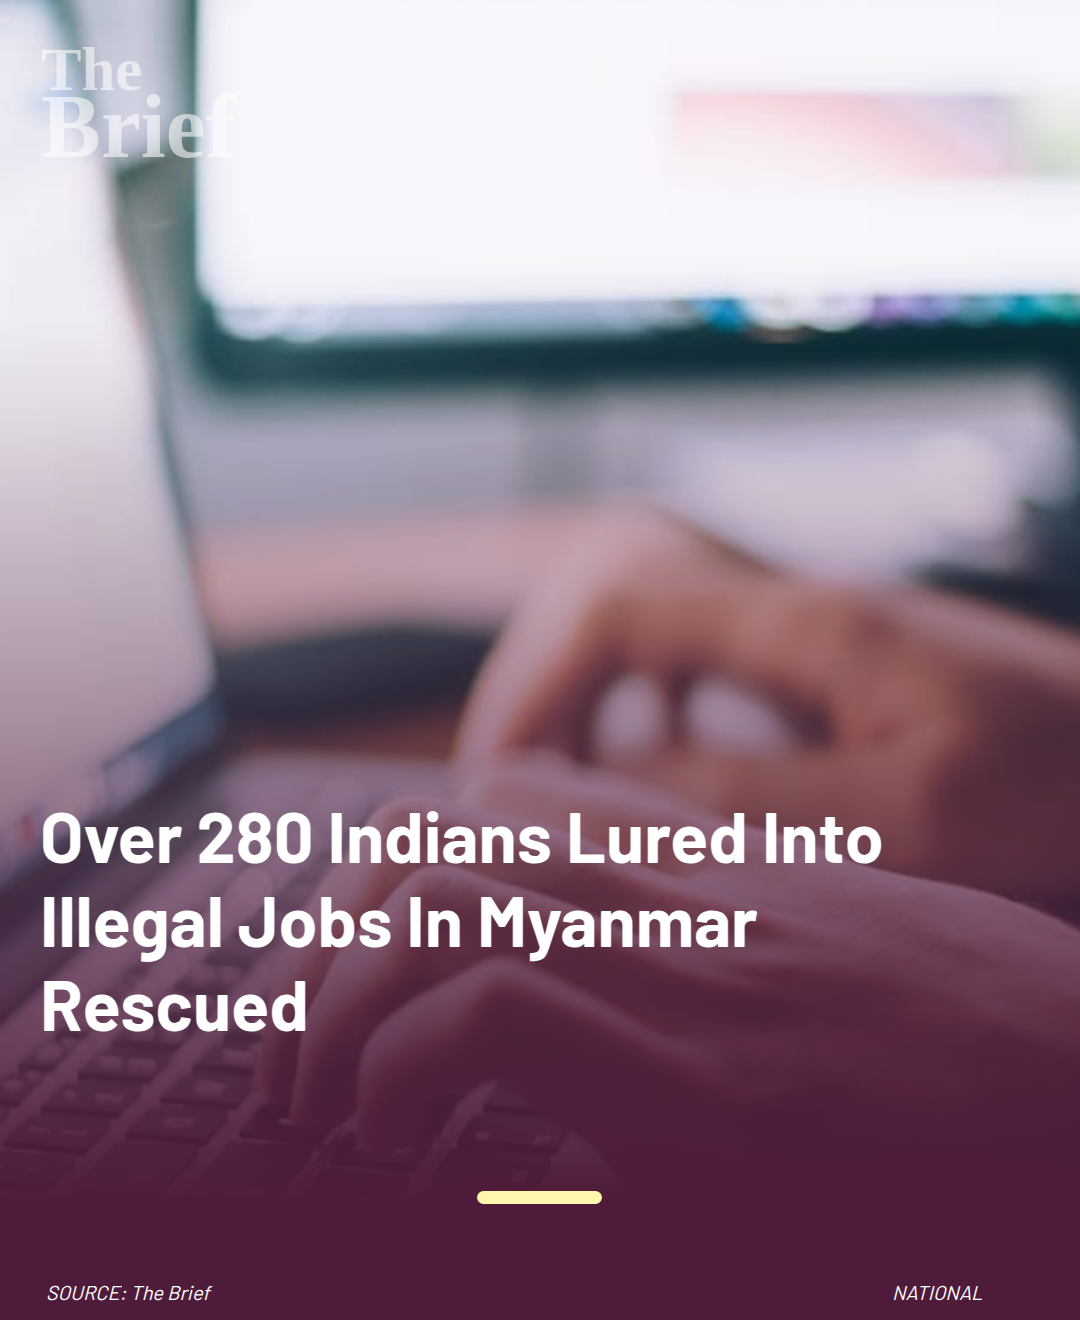 The
Brief
Over 280 Indians Lured Into
Illegal Jobs In Myanmar
Rescued
SOURCE: The Brief
NATIONAL